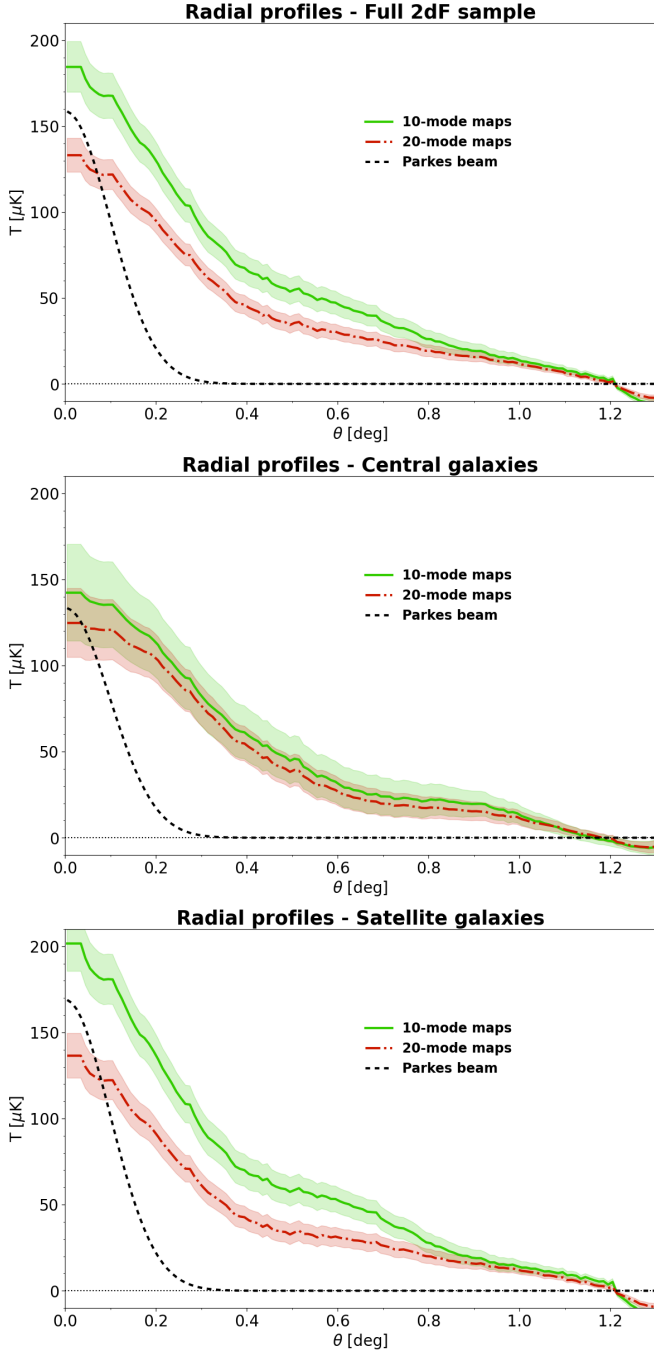 Radial profiles - Full 2dF sample
200
150
100
50
0
T [μK]
10-mode maps
20-mode maps
Parkes beam
0.0 0.2 0.4 0.6 0.8 1.0 1.2
θ [deg]
Radial profiles - Central galaxies
200
150
100
50
0
T [μK]
10-mode maps
20-mode maps
Parkes beam
0.0 0.2 0.4 0.6 0.8 1.0 1.2
θ [deg]
Radial profiles - Satellite galaxies
200
150
100
50
0
T [μK]
10-mode maps
20-mode maps
Parkes beam
0.0 0.2 0.4 0.6 0.8 1.0 1.2
θ [deg]